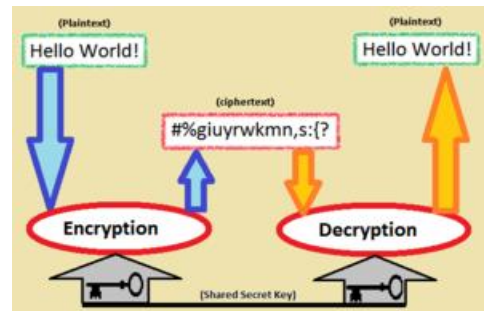 (Plaintext)
Hello World!
(Plaintext)
Hello World!
(ciphertext)
#%giuyrwkmn,s:{?
Encryption
Decryption
(Shared Secret Key)